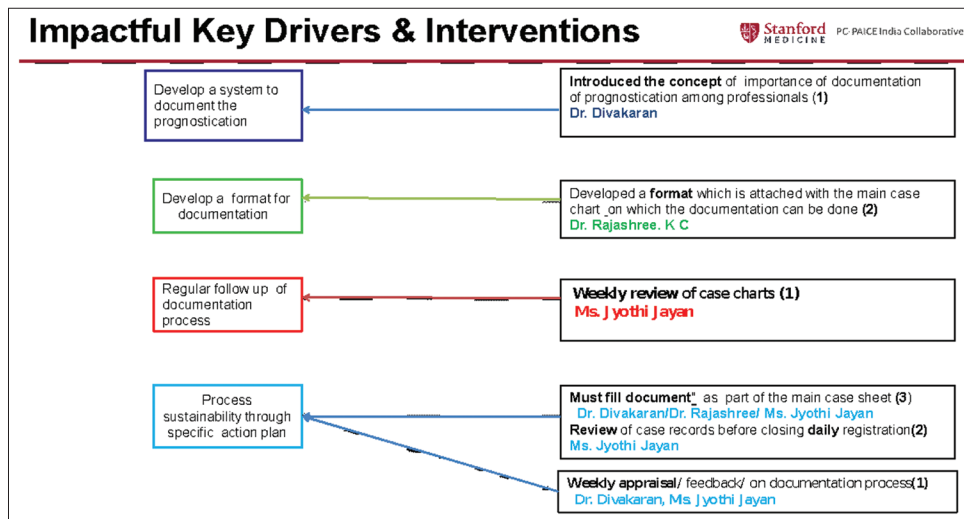 Impactful Key Drivers & Interventions
Stanford
MEDICINE
PC-PAICE India Collaborative
Develop a system to
document the
prognostication
Introduced the concept of importance of documentation
of prognostication among professionals (1)
Dr. Divakaran
Develop a format for
documentation
Developed a format which is attached with the main case
chart on which the documentation can be done (2)
Dr. Rajashree. K C
Regular follow up of
documentation
process
Weekly review of case charts (1)
Ms. Jyothi Jayan
Process
sustainability through
specific action plan
Must fill document" as part of the main case sheet (3)
Dr. Divakaran/Dr. Rajashree/ Ms. Jyothi Jayan
Review of case records before closing daily registration(2)
Ms. Jyothi Jayan
Weekly appraisal/ feedback/ on documentation process(1)
Dr. Divakaran, Ms. Jyothi Jayan